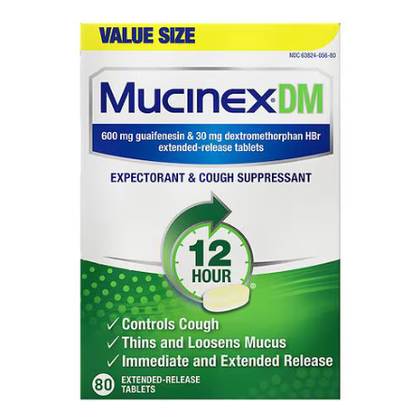 VALUE SIZE
NDC 63824-056-80
Mucinex® DM
600 mg guaifenesin & 30 mg dextromethorphan HBr
extended-release tablets
EXPECTORANT & COUGH SUPPRESSANT
12
HOUR
®
✓ Controls Cough
✓ Thins and Loosens Mucus
✓ Immediate and Extended Release
80 EXTENDED-RELEASE
TABLETS